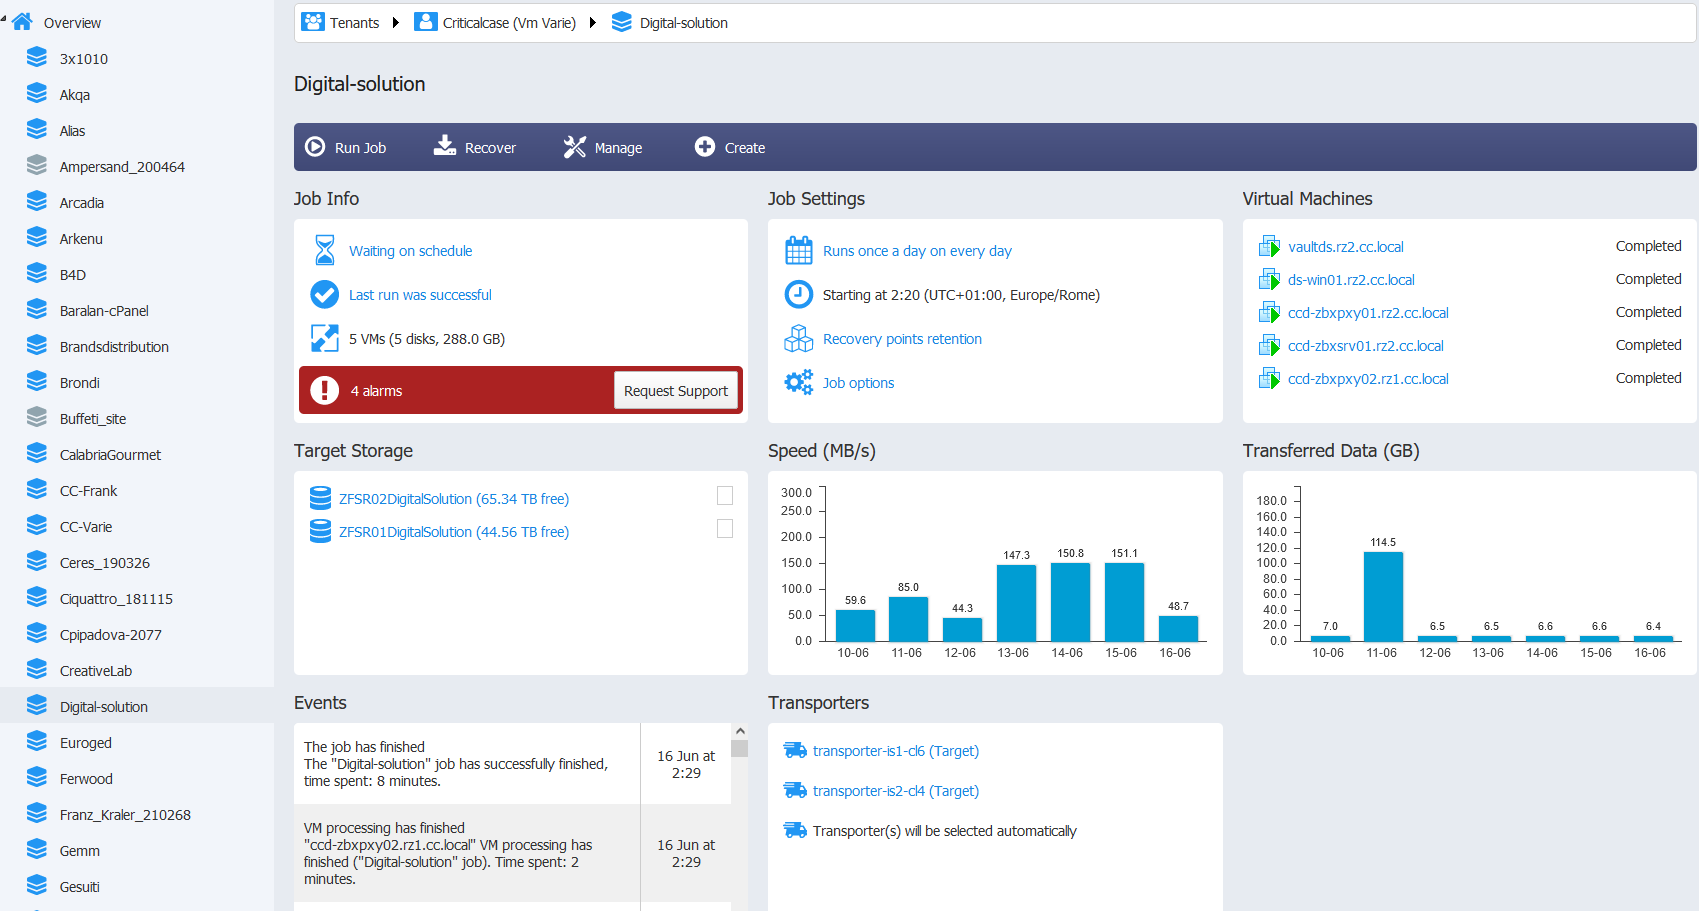 Overview
3x1010
Akqa
Alias
Ampersand_200464
Arcadia
Arkenu
B4D
Baralan-cPanel
Brandsdistribution
Brondi
Buffeti_site
CalabriaGourmet
CC-Frank
CC-Varie
Ceres_190326
Ciquattro_181115
Cpipadova-2077
CreativeLab
Digital-solution
Euroged
Ferwood
Franz_Kraler_210268
Gemm
Gesuiti
Tenants Criticalcase (Vm Varie) Digital-solution
Digital-solution
Run Job Recover Manage Create
Job Info
Waiting on schedule
Last run was successful
5 VMs (5 disks, 288.0 GB)
4 alarms Request Support
Job Settings
Runs once a day on every day
Starting at 2:20 (UTC+01:00, Europe/Rome)
Recovery points retention
Job options
Virtual Machines
vaultds.rz2.cc.local Completed
ds-win01.rz2.cc.local Completed
ccd-zbxpxy01.rz2.cc.local Completed
ccd-zbxsrv01.rz2.cc.local Completed
ccd-zbxpxy02.rz1.cc.local Completed
Target Storage
ZFSR02DigitalSolution (65.34 TB free)
ZFSR01DigitalSolution (44.56 TB free)
Speed (MB/s)
300.0
250.0
200.0
150.0
100.0
50.0
0.0
59.6 85.0 44.3 147.3 150.8 151.1 48.7
10-06 11-06 12-06 13-06 14-06 15-06 16-06
Transferred Data (GB)
180.0
160.0
140.0
120.0
100.0
80.0
60.0
40.0
20.0
0.0
7.0 114.5 6.5 6.5 6.6 6.6 6.4
10-06 11-06 12-06 13-06 14-06 15-06 16-06
Events
The job has finished
The "Digital-solution" job has successfully finished,
time spent: 8 minutes.
16 Jun at
2:29
VM processing has finished
"ccd-zbxpxy02.rz1.cc.local" VM processing has
finished ("Digital-solution" job). Time spent: 2
minutes.
16 Jun at
2:29
Transporters
transporter-is1-cl6 (Target)
transporter-is2-cl4 (Target)
Transporter(s) will be selected automatically